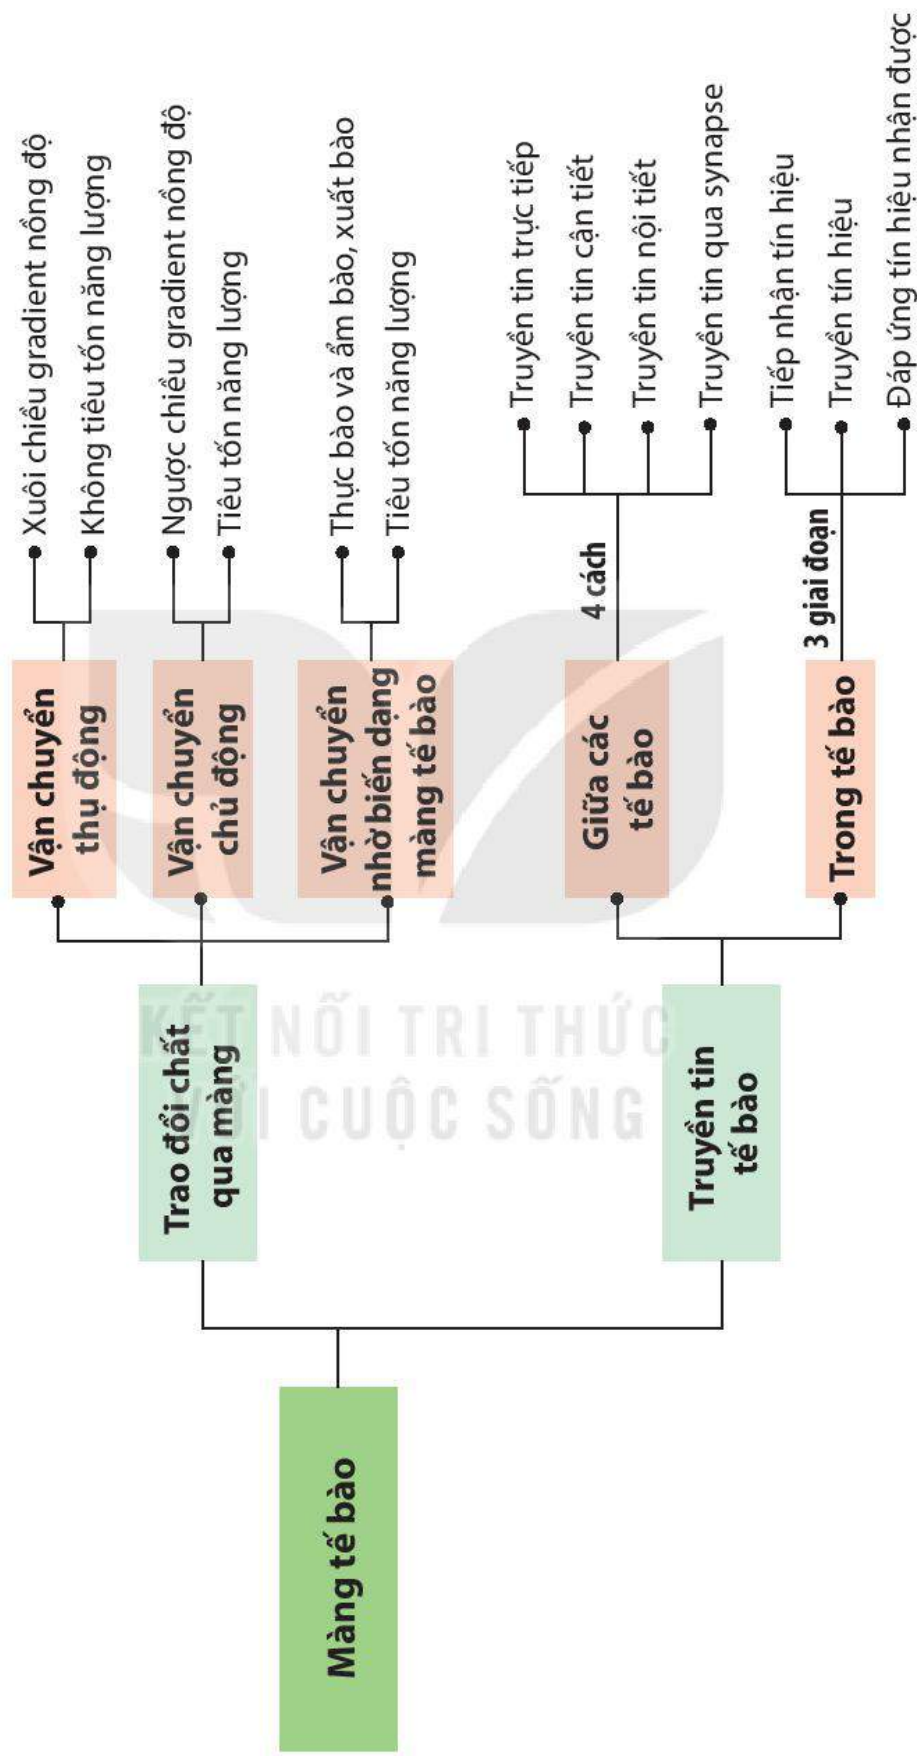 Màng tế bào
Trao đổi chất
qua màng
Vận chuyển
thụ động
Xuôi chiều gradient nồng độ
Không tiêu tốn năng lượng
Vận chuyển
chủ động
Ngược chiều gradient nồng độ
Tiêu tốn năng lượng
Vận chuyển
nhờ biến dạng
màng tế bào
Thực bào và ẩm bào, xuất bào
Tiêu tốn năng lượng
Truyền tin
tế bào
Giữa các
tế bào
4 cách
Truyền tin trực tiếp
Truyền tin cận tiết
Truyền tin nội tiết
Truyền tin qua synapse
Trong tế bào
3 giai đoạn
Tiếp nhận tín hiệu
Truyền tín hiệu
Đáp ứng tín hiệu nhận được
KẾT NỐI TRI THỨC
VỚI CUỘC SỐNG